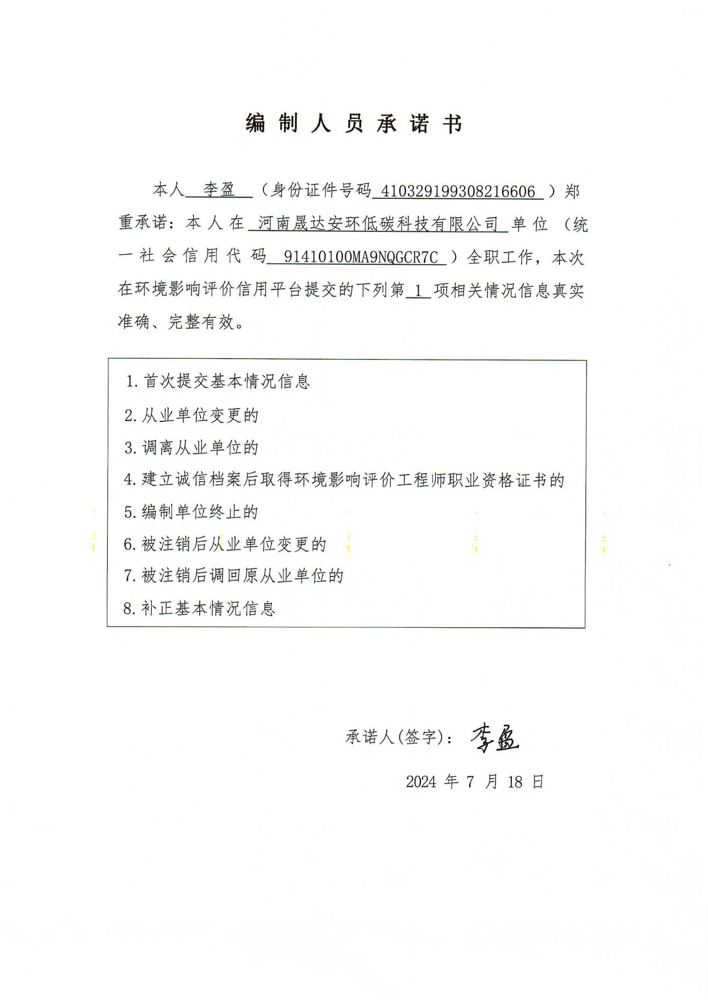 编制人员承诺书
本人 李盈 （身份证件号码 410329199308216606 ）郑
重承诺：本人在 河南晟达安环低碳科技有限公司 单位（统
一社会信用代码 91410100MA9NQGCR7C ）全职工作，本次
在环境影响评价信用平台提交的下列第 1 项相关情况信息真实
准确、完整有效。
1.首次提交基本情况信息
2.从业单位变更的
3.调离从业单位的
4.建立诚信档案后取得环境影响评价工程师职业资格证书的
5.编制单位终止的
6.被注销后从业单位变更的
7.被注销后调回原从业单位的
8.补正基本情况信息
承诺人(签字)： 李盈
2024 年 7 月 18 日